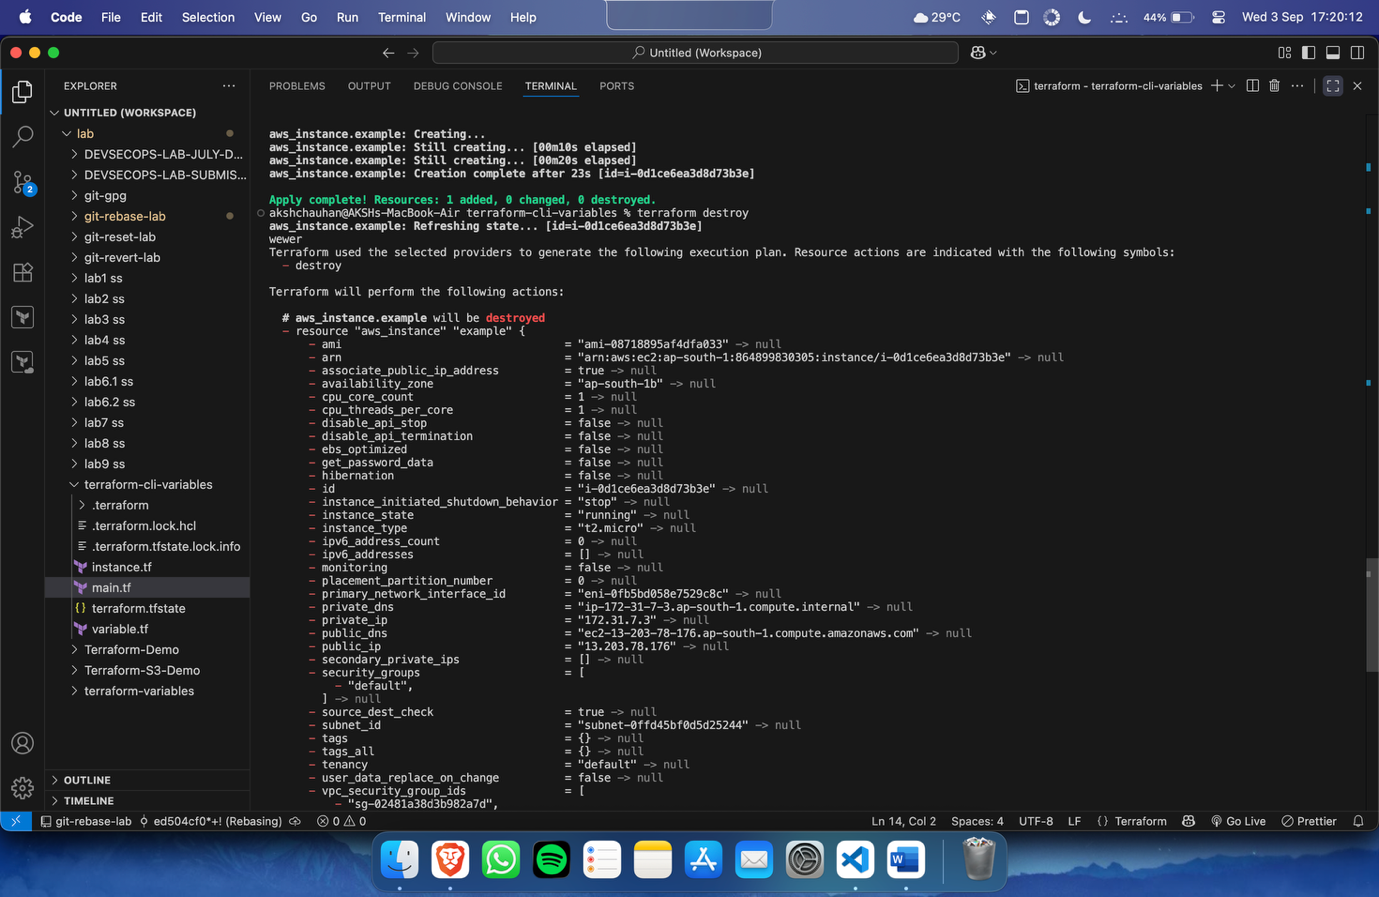 Code File Edit Selection View Go Run Terminal Window Help
29°C 44% Wed 3 Sep 17:20:12
Untitled (Workspace)
EXPLORER
UNTITLED (WORKSPACE)
lab
DEVSECOPS-LAB-JULY-D...
DEVSECOPS-LAB-SUBMIS...
git-gpg
git-rebase-lab
git-reset-lab
git-revert-lab
lab1 ss
lab2 ss
lab3 ss
lab4 ss
lab5 ss
lab6.1 ss
lab6.2 ss
lab7 ss
lab8 ss
lab9 ss
terraform-cli-variables
.terraform
.terraform.lock.hcl
.terraform.tfstate.lock.info
instance.tf
main.tf
terraform.tfstate
variable.tf
Terraform-Demo
Terraform-S3-Demo
terraform-variables
OUTLINE
TIMELINE
2
PROBLEMS OUTPUT DEBUG CONSOLE TERMINAL PORTS
terraform - terraform-cli-variables
aws_instance.example: Creating...
aws_instance.example: Still creating... [00m10s elapsed]
aws_instance.example: Still creating... [00m20s elapsed]
aws_instance.example: Creation complete after 23s [id=i-0d1ce6ea3d8d73b3e]
Apply complete! Resources: 1 added, 0 changed, 0 destroyed.
akshchauhan@AKSHs-MacBook-Air terraform-cli-variables % terraform destroy
aws_instance.example: Refreshing state... [id=i-0d1ce6ea3d8d73b3e]
wewer
Terraform used the selected providers to generate the following execution plan. Resource actions are indicated with the following symbols:
- destroy
Terraform will perform the following actions:
# aws_instance.example will be destroyed
- resource "aws_instance" "example" {
- ami = "ami-08718895af4dfa033" -> null
- arn = "arn:aws:ec2:ap-south-1:864899830305:instance/i-0d1ce6ea3d8d73b3e" -> null
- associate_public_ip_address = true -> null
- availability_zone = "ap-south-1b" -> null
- cpu_core_count = 1 -> null
- cpu_threads_per_core = 1 -> null
- disable_api_stop = false -> null
- disable_api_termination = false -> null
- ebs_optimized = false -> null
- get_password_data = false -> null
- hibernation = false -> null
- id = "i-0d1ce6ea3d8d73b3e" -> null
- instance_initiated_shutdown_behavior = "stop" -> null
- instance_state = "running" -> null
- instance_type = "t2.micro" -> null
- ipv6_address_count = 0 -> null
- ipv6_addresses = [] -> null
- monitoring = false -> null
- placement_partition_number = 0 -> null
- primary_network_interface_id = "eni-0fb5bd058e7529c8c" -> null
- private_dns = "ip-172-31-7-3.ap-south-1.compute.internal" -> null
- private_ip = "172.31.7.3" -> null
- public_dns = "ec2-13-203-78-176.ap-south-1.compute.amazonaws.com" -> null
- public_ip = "13.203.78.176" -> null
- secondary_private_ips = [] -> null
- security_groups = [
- "default",
] -> null
- source_dest_check = true -> null
- subnet_id = "subnet-0ffd45bf0d5d25244" -> null
- tags = {} -> null
- tags_all = {} -> null
- tenancy = "default" -> null
- user_data_replace_on_change = false -> null
- vpc_security_group_ids = [
- "sg-02481a38d3b982a7d",
git-rebase-lab ed504cf0*+! (Rebasing) 0 0 Ln 14, Col 2 Spaces: 4 UTF-8 LF {} Terraform Go Live Prettier